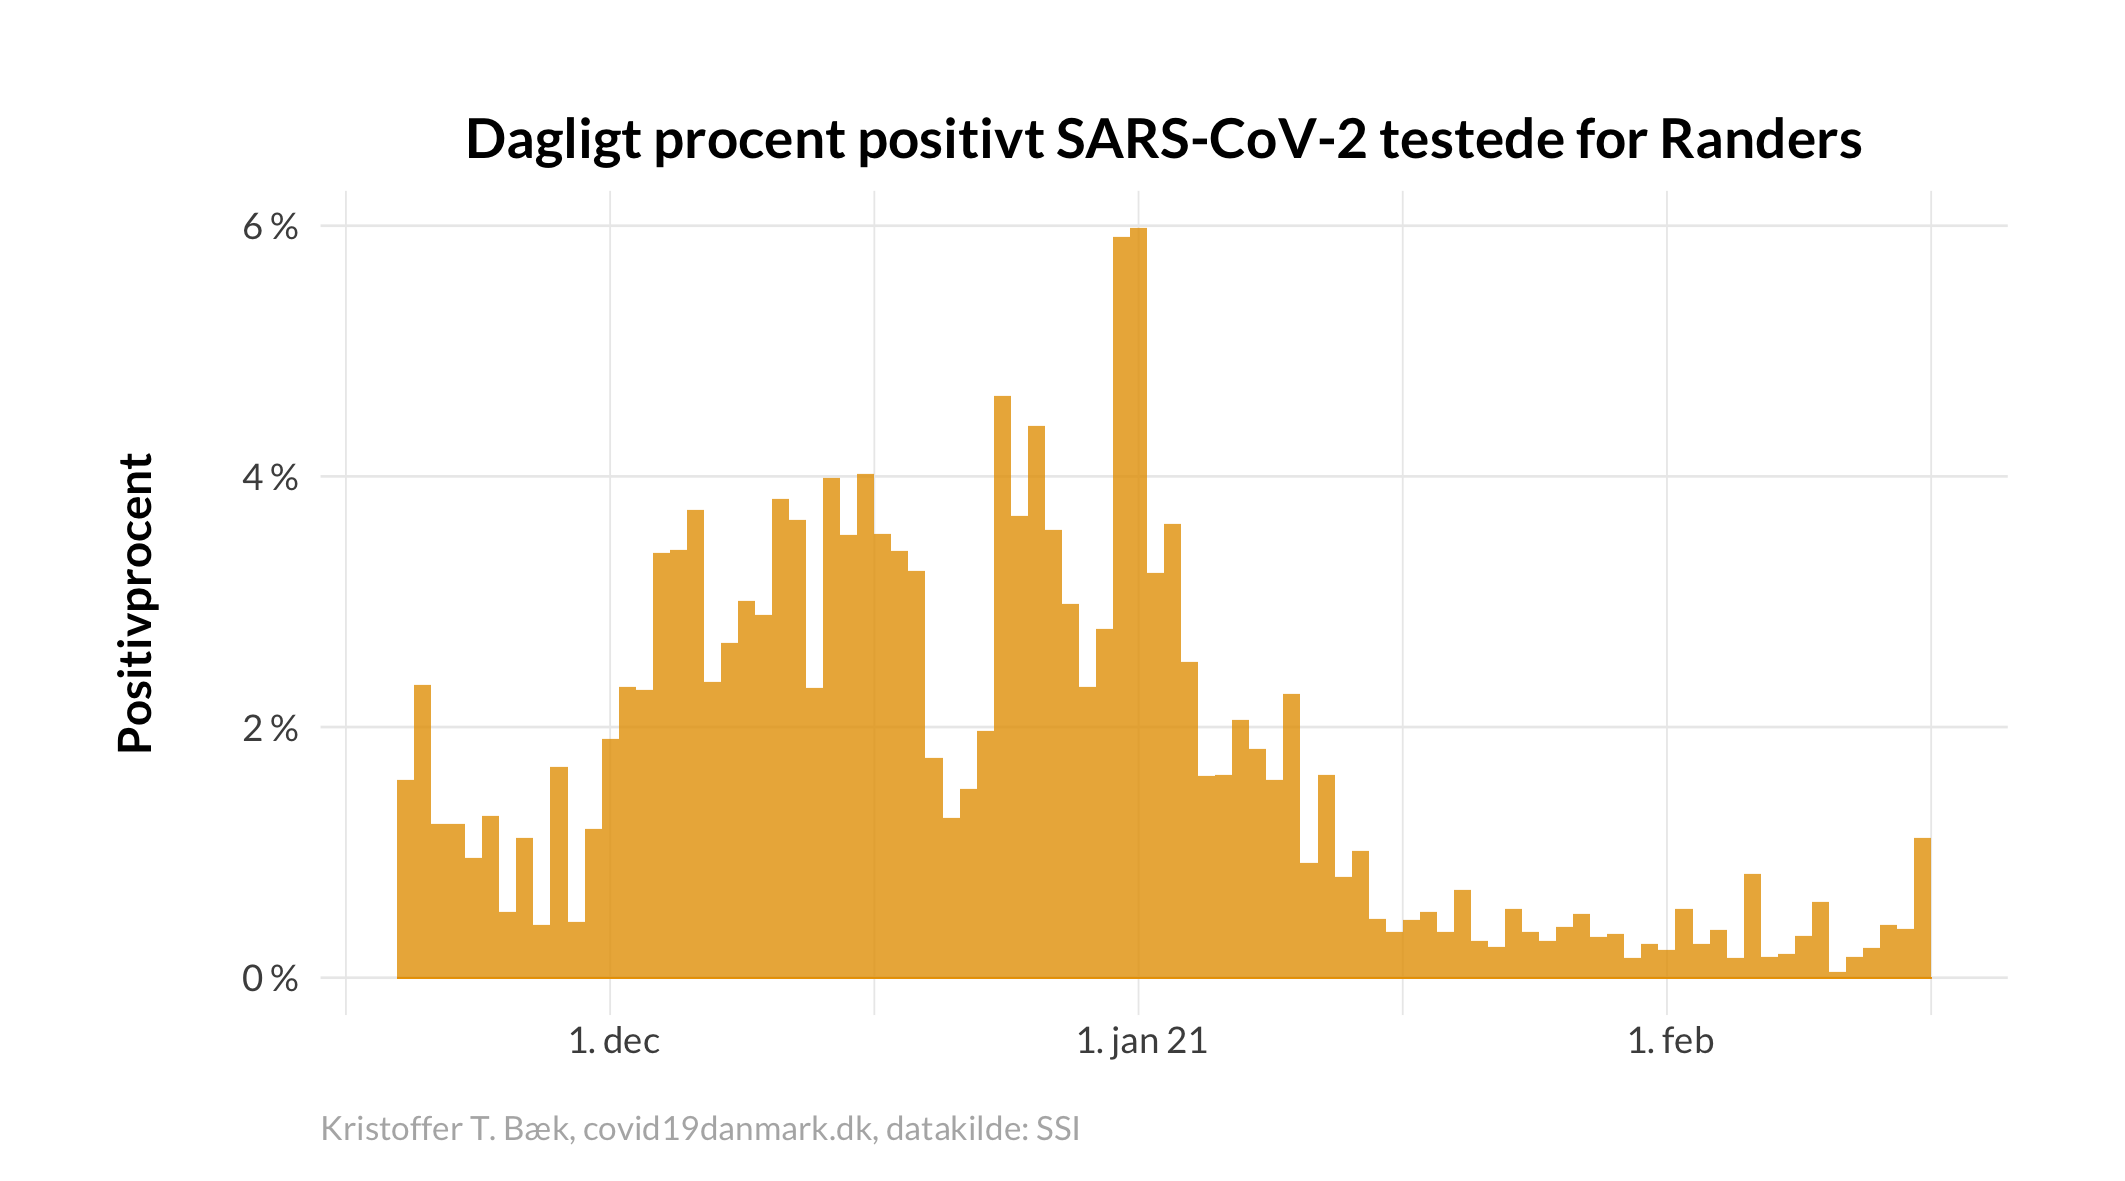 Dagligt procent positivt SARS-CoV-2 testede for Randers
Positivprocent
6 %
4 %
2 %
0 %
1. dec
1. jan 21
1. feb
Kristoffer T. Bæk, covid19danmark.dk, datakilde: SSI